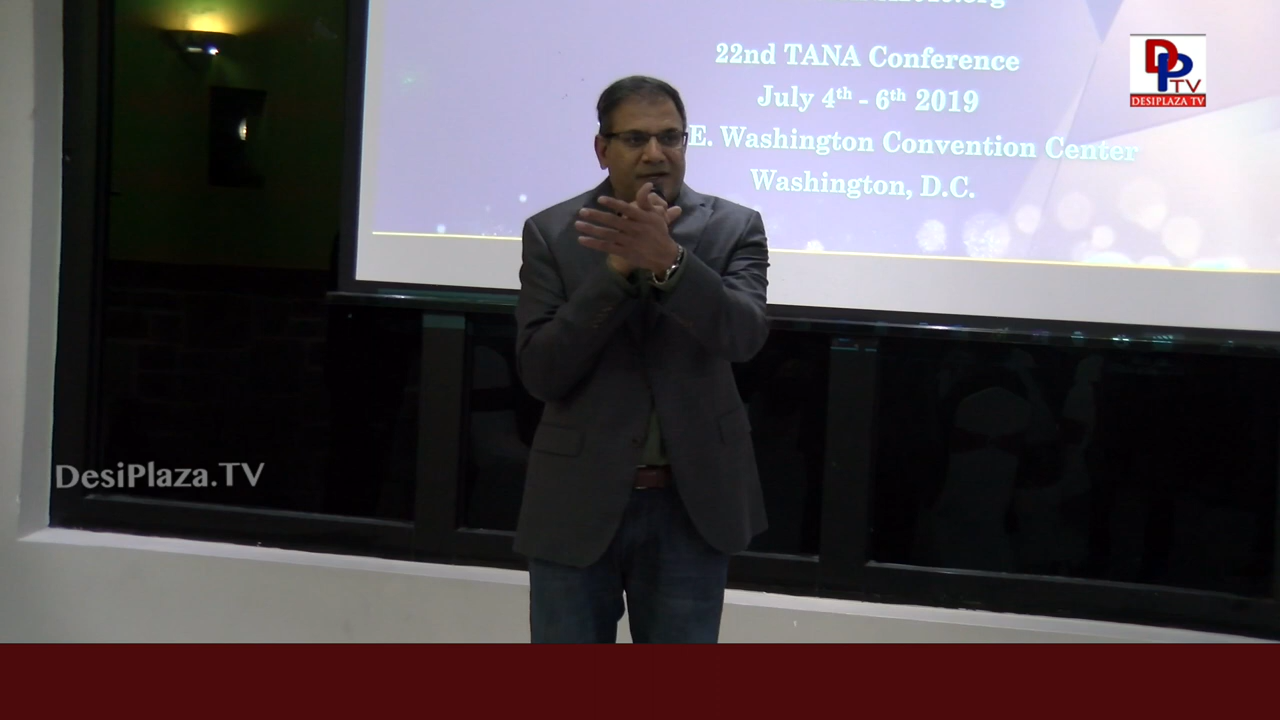 22nd TANA Conference
July 4th - 6th 2019
E. Washington Convention Center
Washington, D.C.
DP
TV
DESIPLAZA TV
DesiPlaza.TV